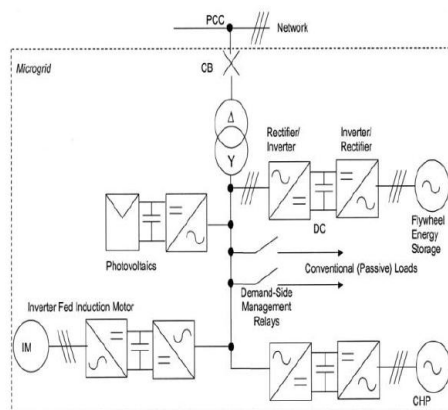 PCC
Network
Microgrid
CB
Δ
Y
Rectifier/
Inverter
Inverter/
Rectifier
DC
Flywheel
Energy
Storage
Photovoltaics
Conventional (Passive) Loads
Demand-Side
Management
Relays
Inverter Fed Induction Motor
IM
CHP